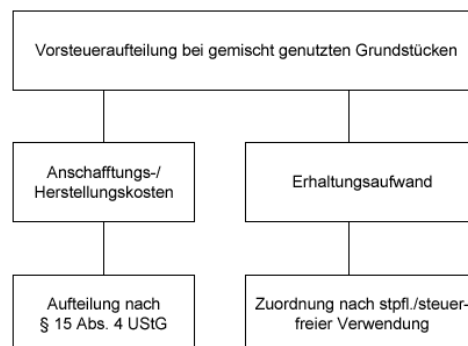 Vorsteueraufteilung bei gemischt genutzten Grundstücken
Anschafftungs-/
Herstellungskosten
Erhaltungsaufwand
Aufteilung nach
§ 15 Abs. 4 UStG
Zuordnung nach stpfl./steuer-
freier Verwendung